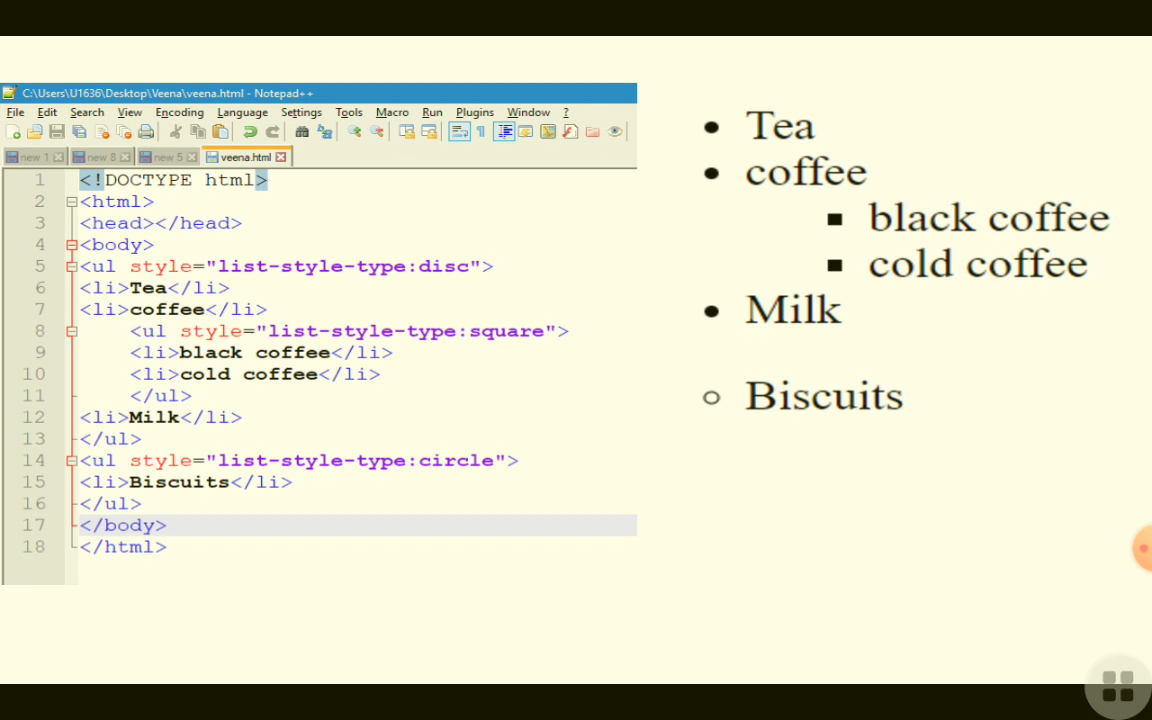 C:\Users\U1636\Desktop\Veena\veena.html - Notepad++
File Edit Search View Encoding Language Settings Tools Macro Run Plugins Window ?
new 1 new 8 new 5 veena.html
1 <!DOCTYPE html>
2 <html>
3 <head></head>
4 <body>
5 <ul style="list-style-type:disc">
6 <li>Tea</li>
7 <li>coffee</li>
8 <ul style="list-style-type:square">
9 <li>black coffee</li>
10 <li>cold coffee</li>
11 </ul>
12 <li>Milk</li>
13 </ul>
14 <ul style="list-style-type:circle">
15 <li>Biscuits</li>
16 </ul>
17 </body>
18 </html>
• Tea
• coffee
▪ black coffee
▪ cold coffee
• Milk
○ Biscuits